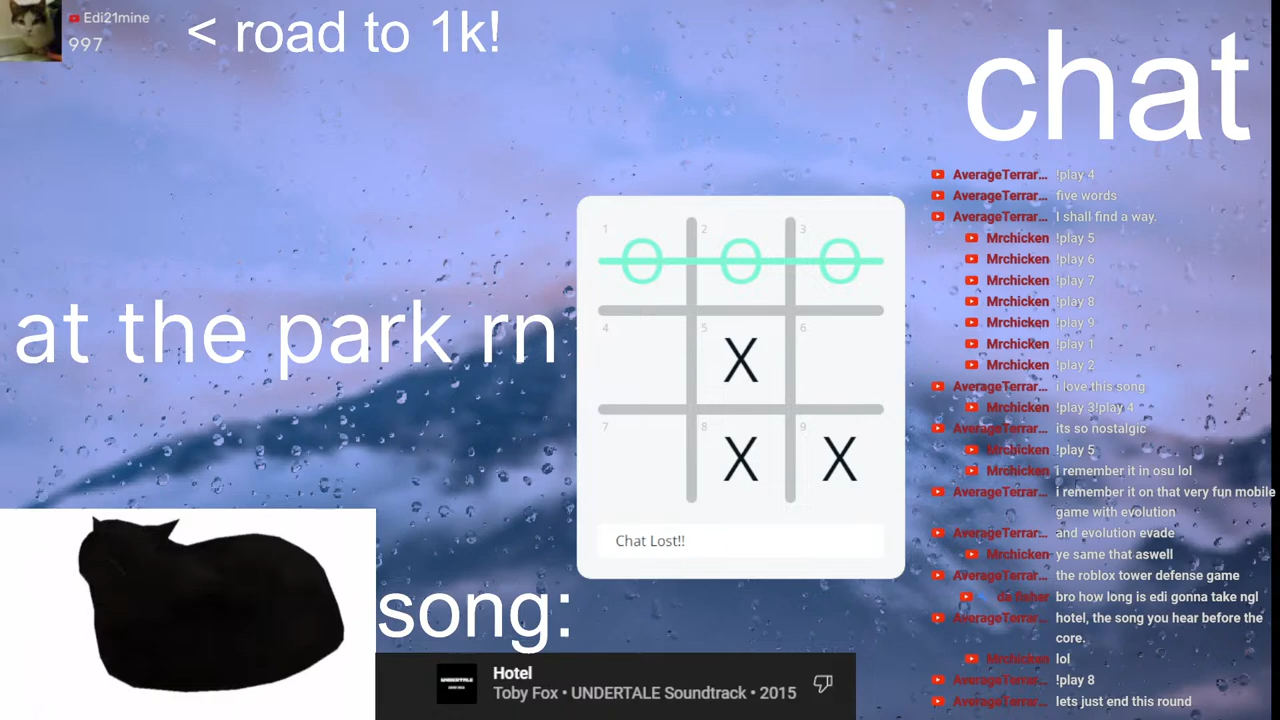 Edi21mine
997
< road to 1k!
chat
at the park rn
1 2 3
O O O
4 5 6
X
7 8 9
X X
Chat Lost!!
song:
UNDERTALE
Hotel
Toby Fox • UNDERTALE Soundtrack • 2015
AverageTerrar... !play 4
AverageTerrar... five words
AverageTerrar... I shall find a way.
Mrchicken !play 5
Mrchicken !play 6
Mrchicken !play 7
Mrchicken !play 8
Mrchicken !play 9
Mrchicken !play 1
Mrchicken !play 2
AverageTerrar... i love this song
Mrchicken !play 3!play 4
AverageTerrar... its so nostalgic
Mrchicken !play 5
Mrchicken i remember it in osu lol
AverageTerrar... i remember it on that very fun mobile
game with evolution
AverageTerrar... and evolution evade
Mrchicken ye same that aswell
AverageTerrar... the roblox tower defense game
da fisher bro how long is edi gonna take ngl
AverageTerrar... hotel, the song you hear before the
core.
Mrchicken lol
AverageTerrar... !play 8
AverageTerrar... lets just end this round